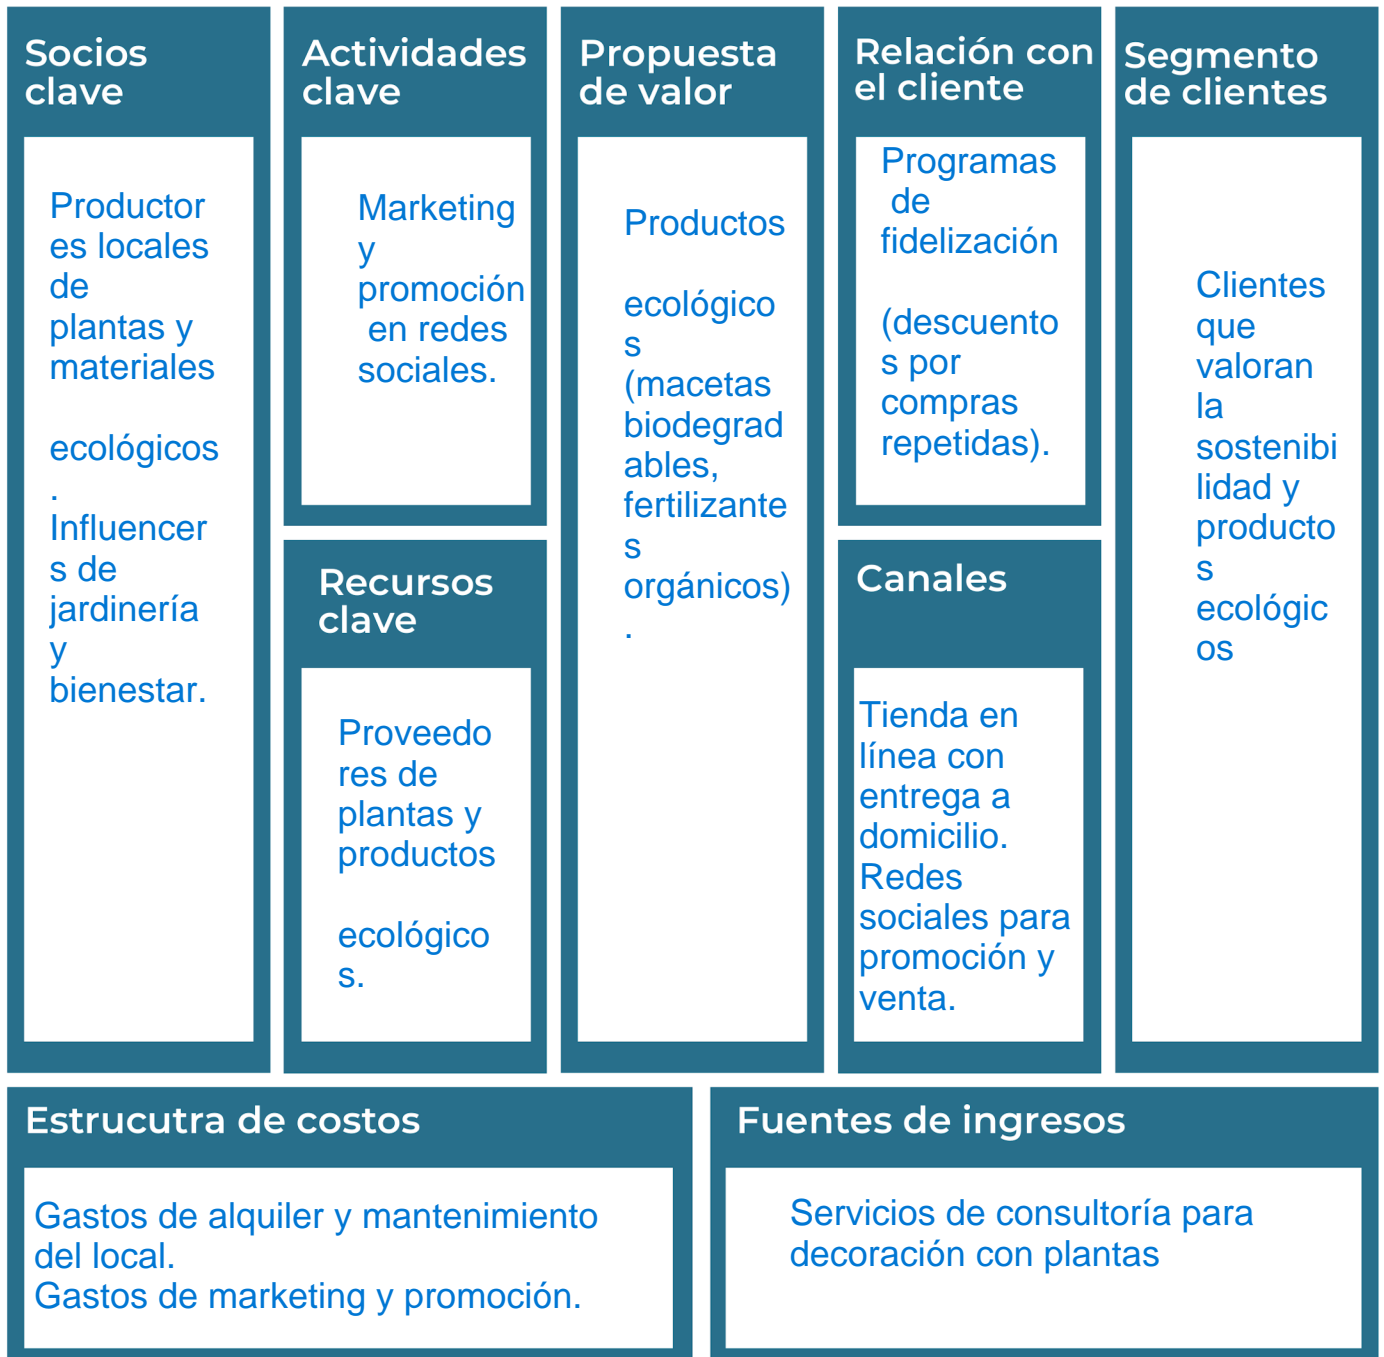 Socios
clave
Productor
es locales
de
plantas y
materiales
ecológicos
.
Influencer
s de
jardinería
y
bienestar.
Actividades
clave
Marketing
y
promoción
en redes
sociales.
Recursos
clave
Proveedo
res de
plantas y
productos
ecológico
s.
Propuesta
de valor
Productos
ecológico
s
(macetas
biodegrad
ables,
fertilizante
s
orgánicos)
.
Relación con
el cliente
Programas
de
fidelización
(descuento
s por
compras
repetidas).
Canales
Tienda en
línea con
entrega a
domicilio.
Redes
sociales para
promoción y
venta.
Segmento
de clientes
Clientes
que
valoran
la
sostenibi
lidad y
producto
s
ecológic
os
Estrucutra de costos
Gastos de alquiler y mantenimiento
del local.
Gastos de marketing y promoción.
Fuentes de ingresos
Servicios de consultoría para
decoración con plantas